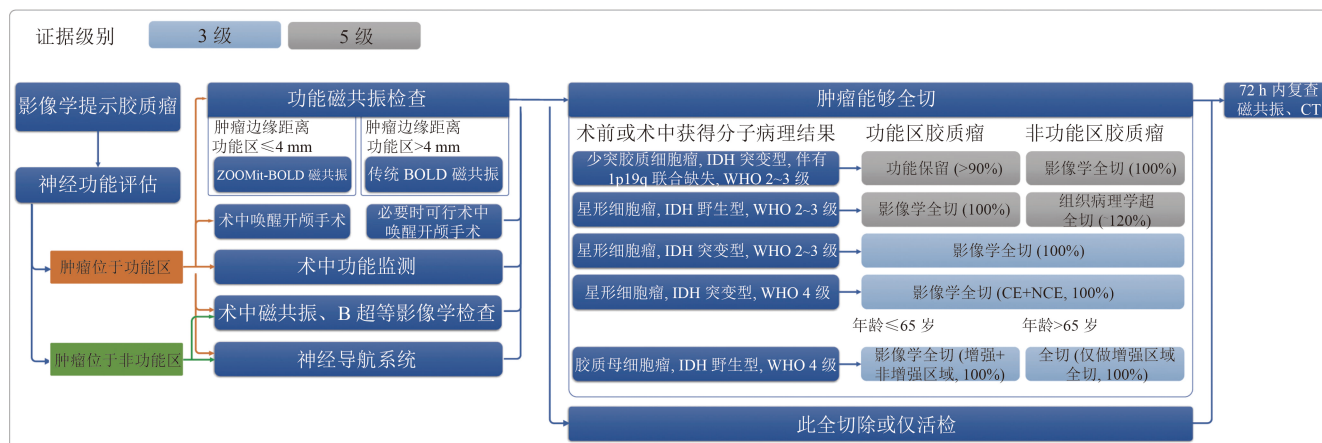 证据级别
3 级
5 级
影像学提示胶质瘤
神经功能评估
肿瘤位于功能区
肿瘤位于非功能区
功能磁共振检查
肿瘤边缘距离
功能区≤4 mm
ZOOMit-BOLD 磁共振
肿瘤边缘距离
功能区>4 mm
传统 BOLD 磁共振
术中唤醒开颅手术
必要时可行术中
唤醒开颅手术
术中功能监测
术中磁共振、B 超等影像学检查
神经导航系统
肿瘤能够全切
术前或术中获得分子病理结果
功能区胶质瘤
非功能区胶质瘤
少突胶质细胞瘤, IDH 突变型, 伴有
1p19q 联合缺失, WHO 2~3 级
功能保留 (>90%)
影像学全切 (100%)
星形细胞瘤, IDH 野生型, WHO 2~3 级
影像学全切 (100%)
组织病理学超
全切 (~120%)
星形细胞瘤, IDH 突变型, WHO 2~3 级
影像学全切 (100%)
星形细胞瘤, IDH 突变型, WHO 4 级
影像学全切 (CE+NCE, 100%)
年龄≤65 岁
年龄>65 岁
胶质母细胞瘤, IDH 野生型, WHO 4 级
影像学全切 (增强+
非增强区域, 100%)
全切 (仅做增强区域
全切, 100%)
此全切除或仅活检
72 h 内复查
磁共振、CT